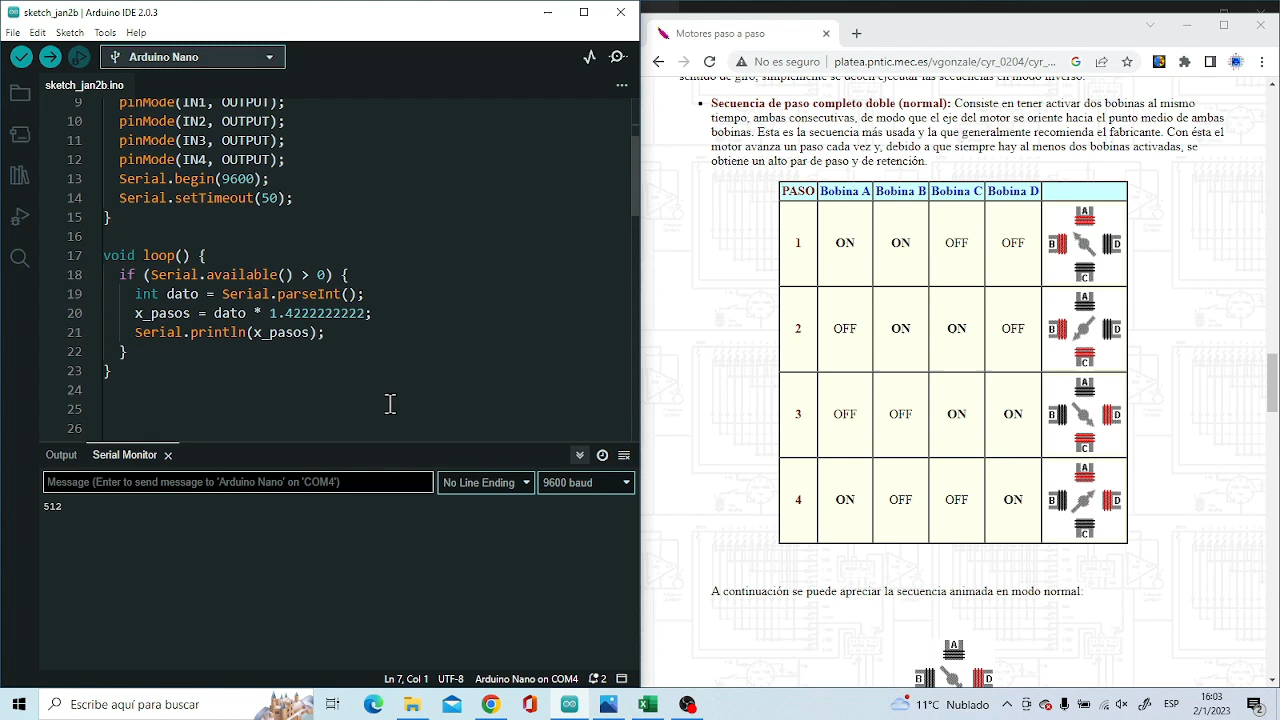 sketch_jan2b | Arduino IDE 2.0.3
File Edit Sketch Tools Help
Arduino Nano
sketch_jan2b.ino
9 pinMode(IN1, OUTPUT);
10 pinMode(IN2, OUTPUT);
11 pinMode(IN3, OUTPUT);
12 pinMode(IN4, OUTPUT);
13 Serial.begin(9600);
14 Serial.setTimeout(50);
15 }
16
17 void loop() {
18 if (Serial.available() > 0) {
19 int dato = Serial.parseInt();
20 x_pasos = dato * 1.4222222222;
21 Serial.println(x_pasos);
22 }
23 }
24
25
26
Output Serial Monitor
Message (Enter to send message to 'Arduino Nano' on 'COM4')
No Line Ending
9600 baud
512
Ln 7, Col 1 UTF-8 Arduino Nano on COM4 2
Motores paso a paso
No es seguro | platea.pntic.mec.es/vgonzale/cyr_0204/cyr_...
sentido de giro, simplemente se deben ejecutar las secuencias en modo inverso.
Secuencia de paso completo doble (normal): Consiste en tener activar dos bobinas al mismo
tiempo, ambas consecutivas, de modo que el eje del motor se oriente hacia el punto medio de ambas
bobinas. Esta es la secuencia más usada y la que generalmente recomienda el fabricante. Con ésta el
motor avanza un paso cada vez y, debido a que siempre hay al menos dos bobinas activadas, se
obtiene un alto par de paso y de retención.
PASO Bobina A Bobina B Bobina C Bobina D
A
1 ON ON OFF OFF B D
C
A
2 OFF ON ON OFF B D
C
A
3 OFF OFF ON ON B D
C
A
4 ON OFF OFF ON B D
C
A continuación se puede apreciar la secuencia animada en modo normal:
A
B D
Escribe aquí para buscar
11°C Nublado
ESP
16:03
2/1/2023
2